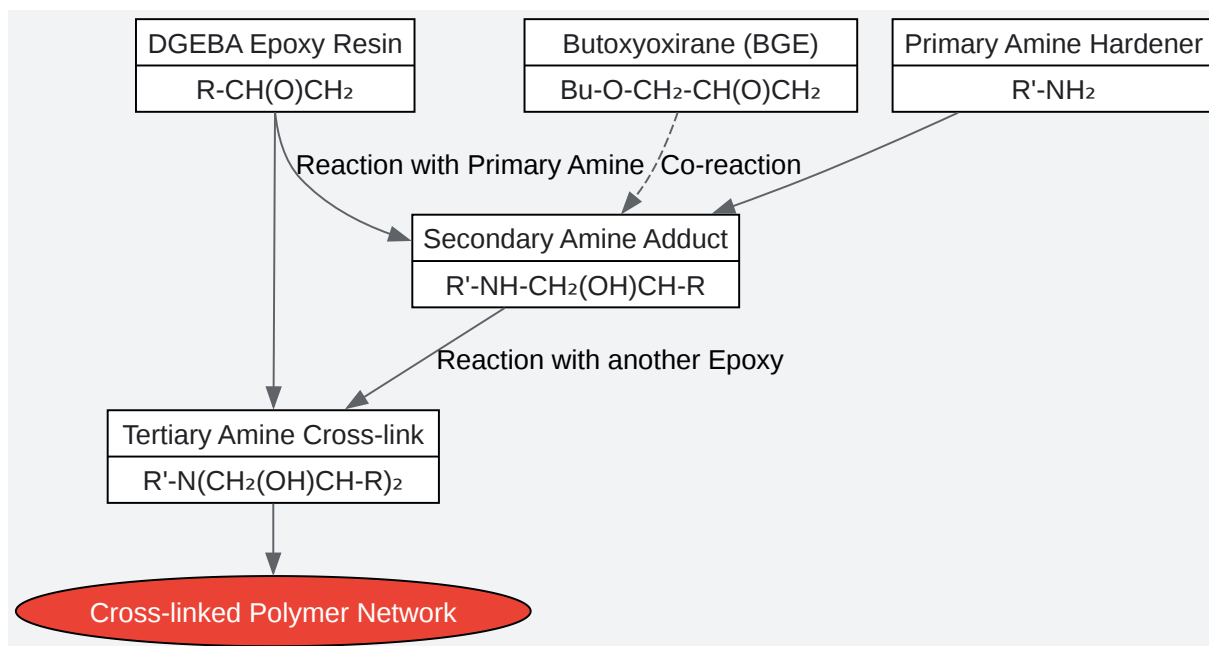 DGEBA Epoxy Resin
R-CH(O)CH₂
Butoxyoxirane (BGE)
Bu-O-CH₂-CH(O)CH₂
Primary Amine Hardener
R'-NH₂
Reaction with Primary Amine
Co-reaction
Secondary Amine Adduct
R'-NH-CH₂(OH)CH-R
Reaction with another Epoxy
Tertiary Amine Cross-link
R'-N(CH₂(OH)CH-R)₂
Cross-linked Polymer Network